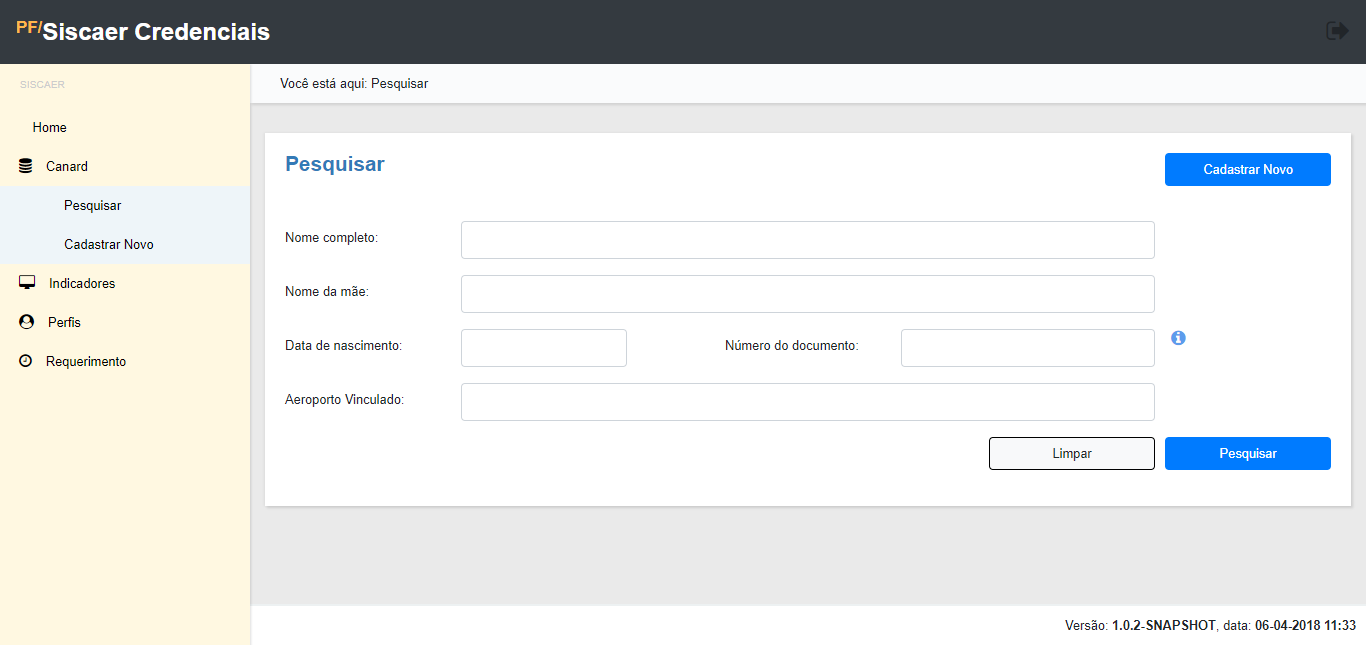 PF/Siscaer Credenciais
SISCAER
Você está aqui: Pesquisar
Home
Canard
Pesquisar
Cadastrar Novo
Indicadores
Perfis
Requerimento
Pesquisar
Cadastrar Novo
Nome completo:
Nome da mãe:
Data de nascimento:
Número do documento:
Aeroporto Vinculado:
Limpar
Pesquisar
Versão: 1.0.2-SNAPSHOT, data: 06-04-2018 11:33